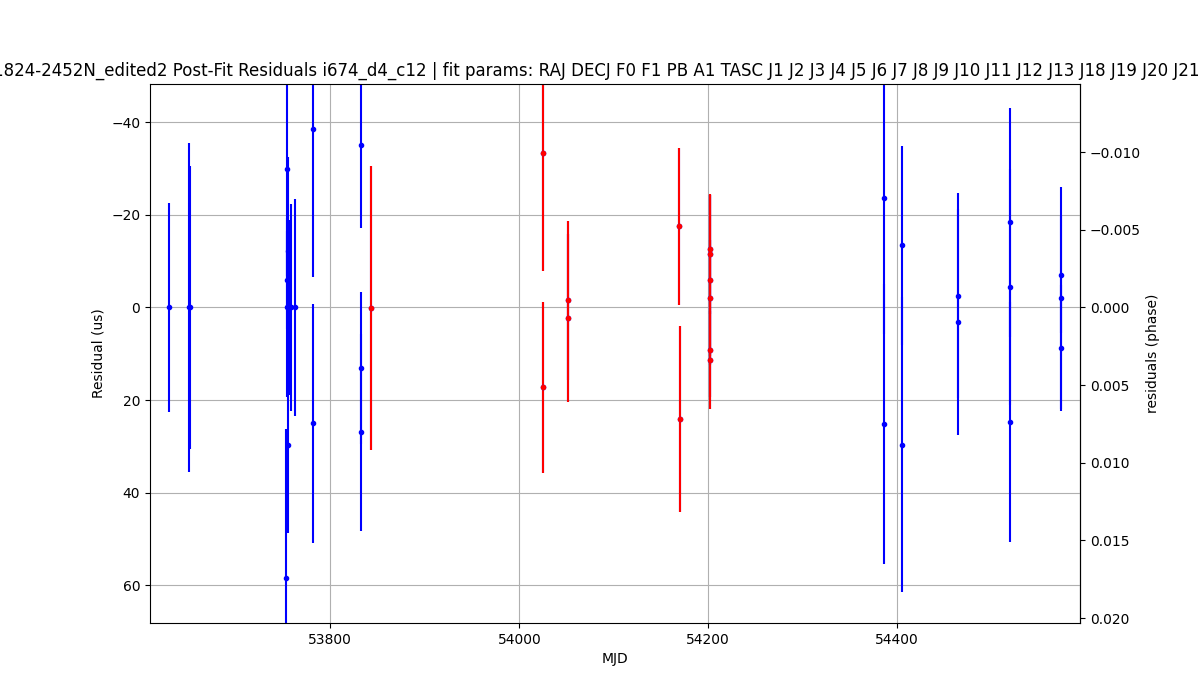 824-2452N_edited2 Post-Fit Residuals i674_d4_c12 | fit params: RAJ DECJ F0 F1 PB A1 TASC J1 J2 J3 J4 J5 J6 J7 J8 J9 J10 J11 J12 J13 J18 J19 J20 J21
−40
−20
0
20
40
60
Residual (us)
−0.010
−0.005
0.000
0.005
0.010
0.015
0.020
residuals (phase)
53800 54000 54200 54400
MJD